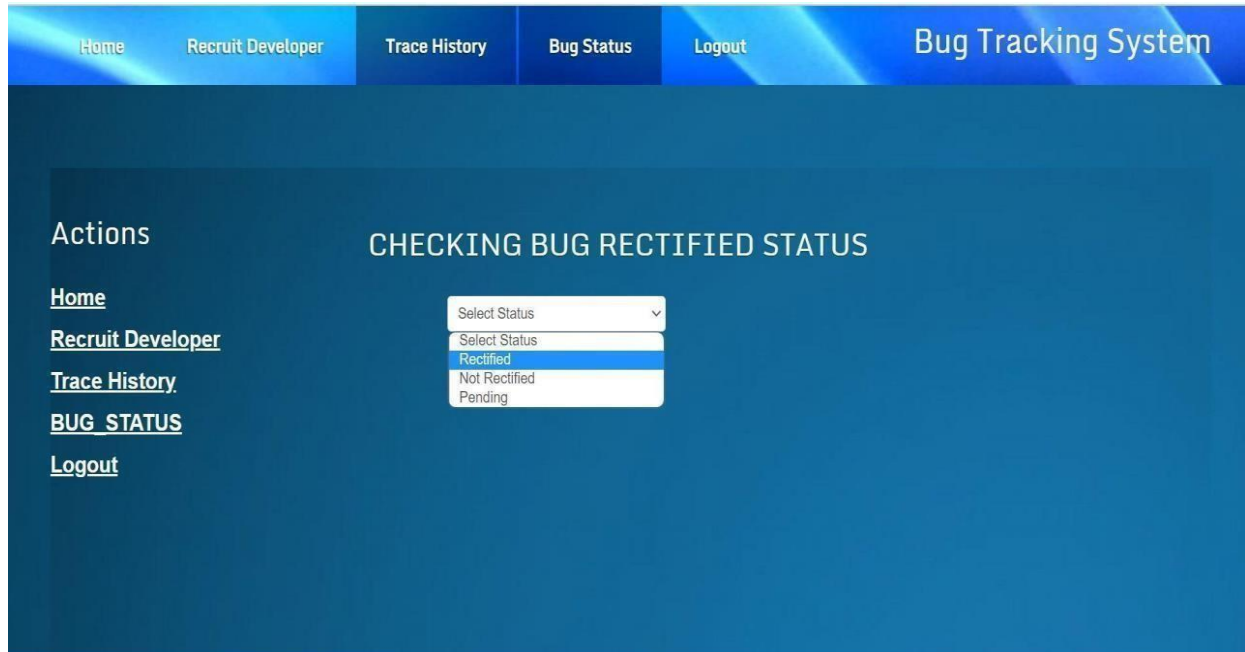 Home Recruit Developer Trace History Bug Status Logout Bug Tracking System
Actions
CHECKING BUG RECTIFIED STATUS
Home
Recruit Developer
Trace History
BUG_STATUS
Logout
Select Status
Select Status
Rectified
Not Rectified
Pending